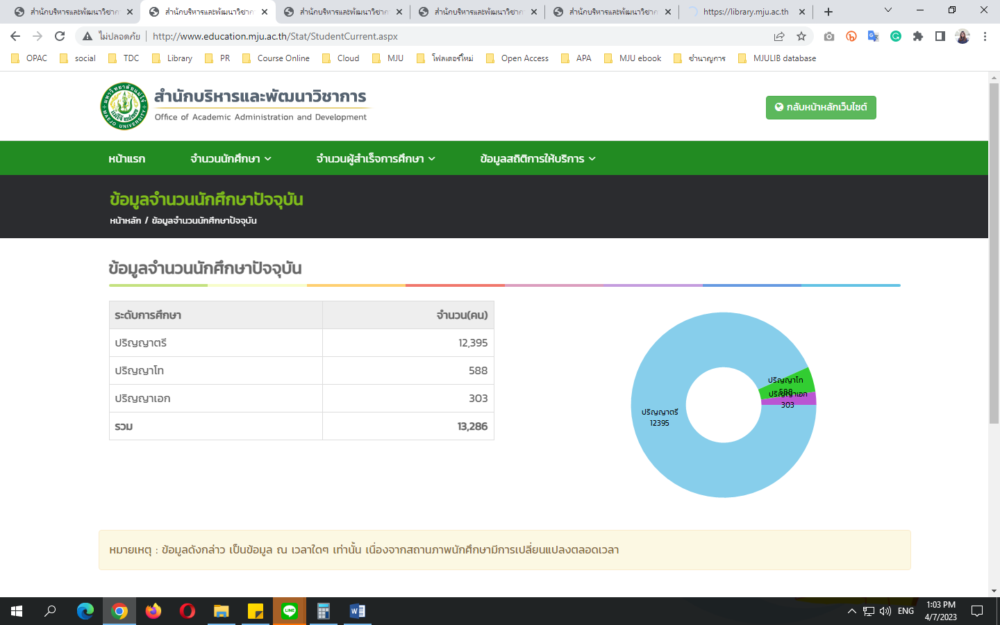 สำนักบริหารและพัฒนาวิชาก
สำนักบริหารและพัฒนาวิชาก
สำนักบริหารและพัฒนาวิชาก
สำนักบริหารและพัฒนาวิชาก
สำนักบริหารและพัฒนาวิชาก
https://library.mju.ac.th
ไม่ปลอดภัย | http://www.education.mju.ac.th/Stat/StudentCurrent.aspx
OPAC social TDC Library PR Course Online Cloud MJU โฟลเดอร์ใหม่ Open Access APA MJU ebook ชำนาญการ MJULIB database
มหาวิทยาลัยแม่โจ้
MAEJO UNIVERSITY
สำนักบริหารและพัฒนาวิชาการ
Office of Academic Administration and Development
กลับหน้าหลักเว็บไซต์
หน้าแรก จำนวนนักศึกษา จำนวนผู้สำเร็จการศึกษา ข้อมูลสถิติการให้บริการ
ข้อมูลจำนวนนักศึกษาปัจจุบัน
หน้าหลัก / ข้อมูลจำนวนนักศึกษาปัจจุบัน
ข้อมูลจำนวนนักศึกษาปัจจุบัน
ระดับการศึกษา จำนวน(คน)
ปริญญาตรี 12,395
ปริญญาโท 588
ปริญญาเอก 303
รวม 13,286
ปริญญาโท
588
ปริญญาเอก
303
ปริญญาตรี
12395
หมายเหตุ : ข้อมูลดังกล่าว เป็นข้อมูล ณ เวลาใดๆ เท่านั้น เนื่องจากสถานภาพนักศึกษามีการเปลี่ยนแปลงตลอดเวลา
LINE
ENG
1:03 PM
4/7/2023